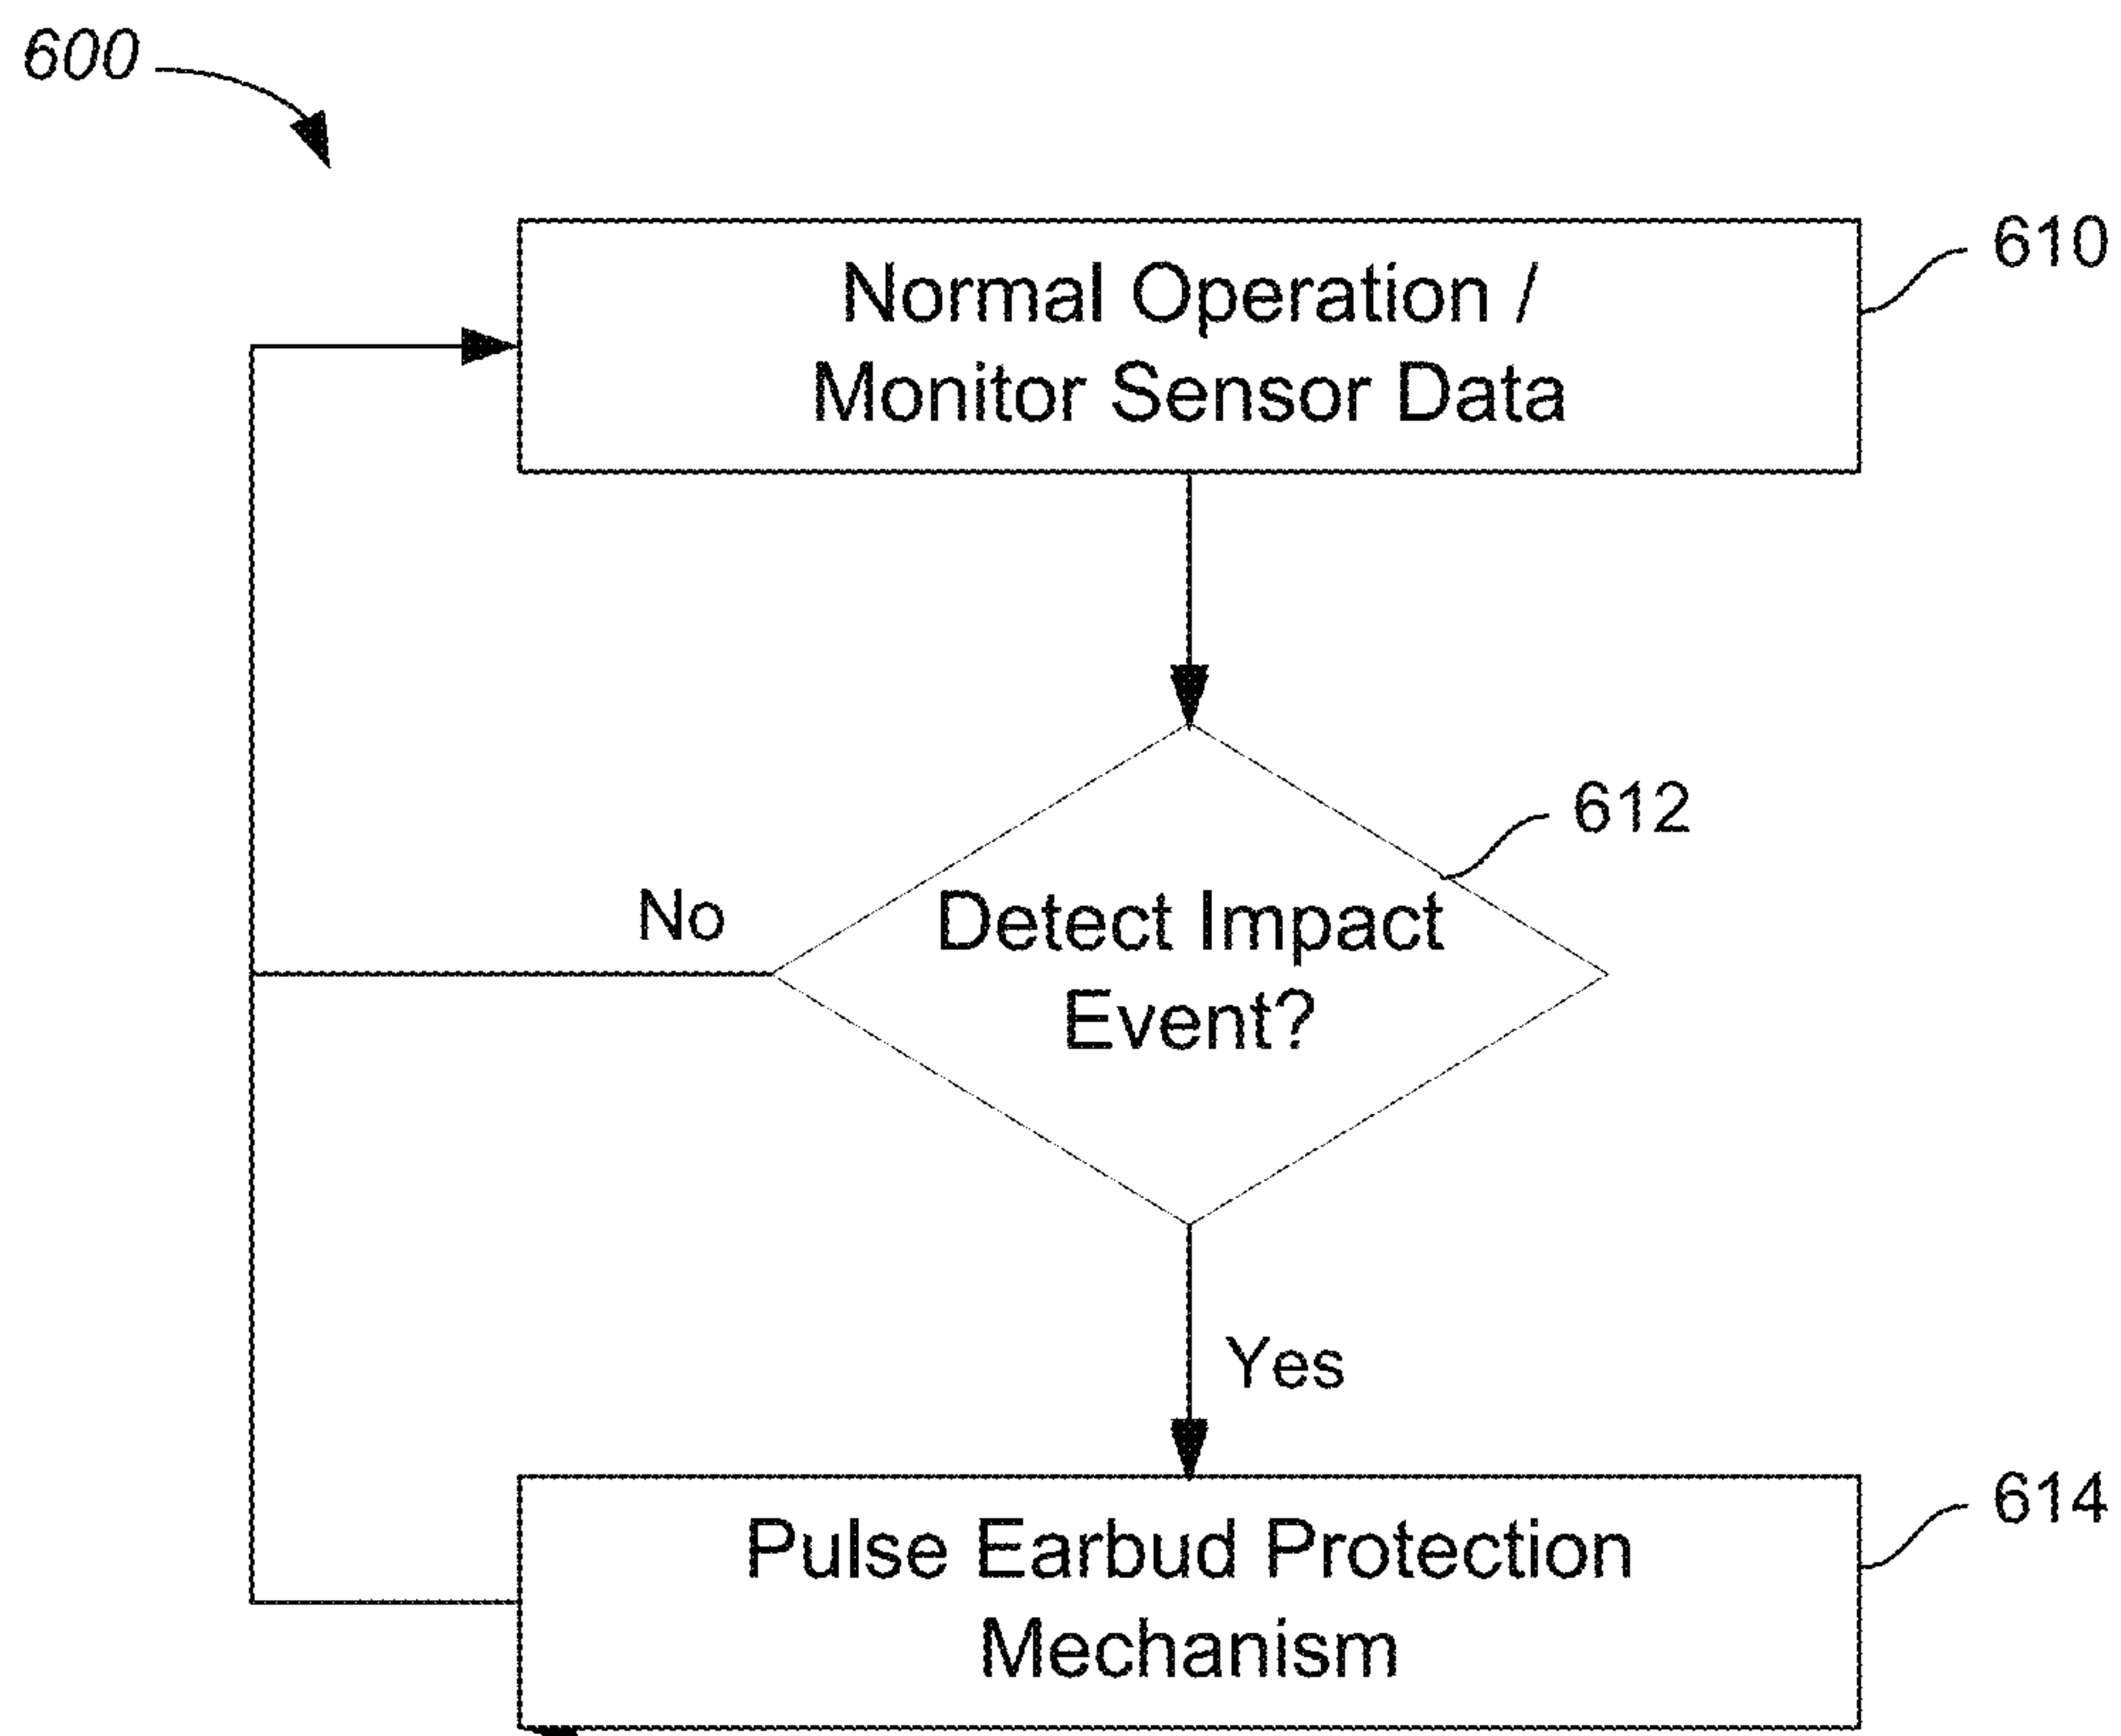 600
Normal Operation /
Monitor Sensor Data
610
612
Detect Impact
Event?
No
Yes
Pulse Earbud Protection
Mechanism
614